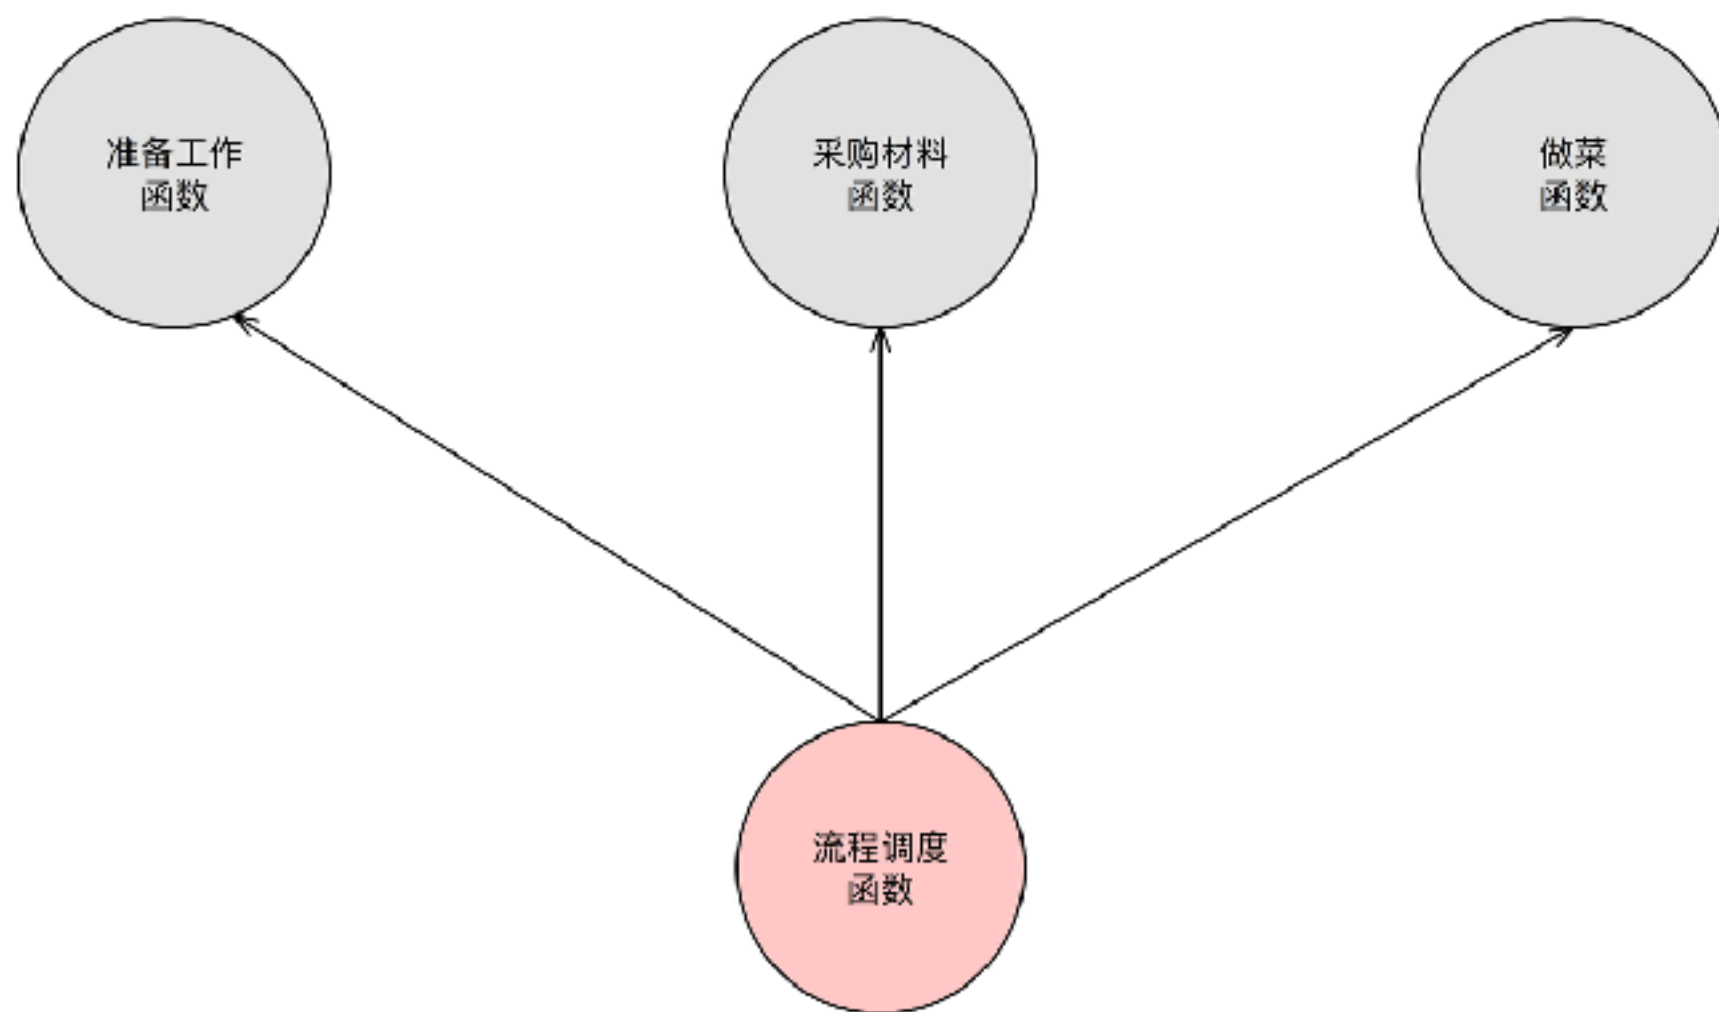 准备工作
函数
采购材料
函数
做菜
函数
流程调度
函数